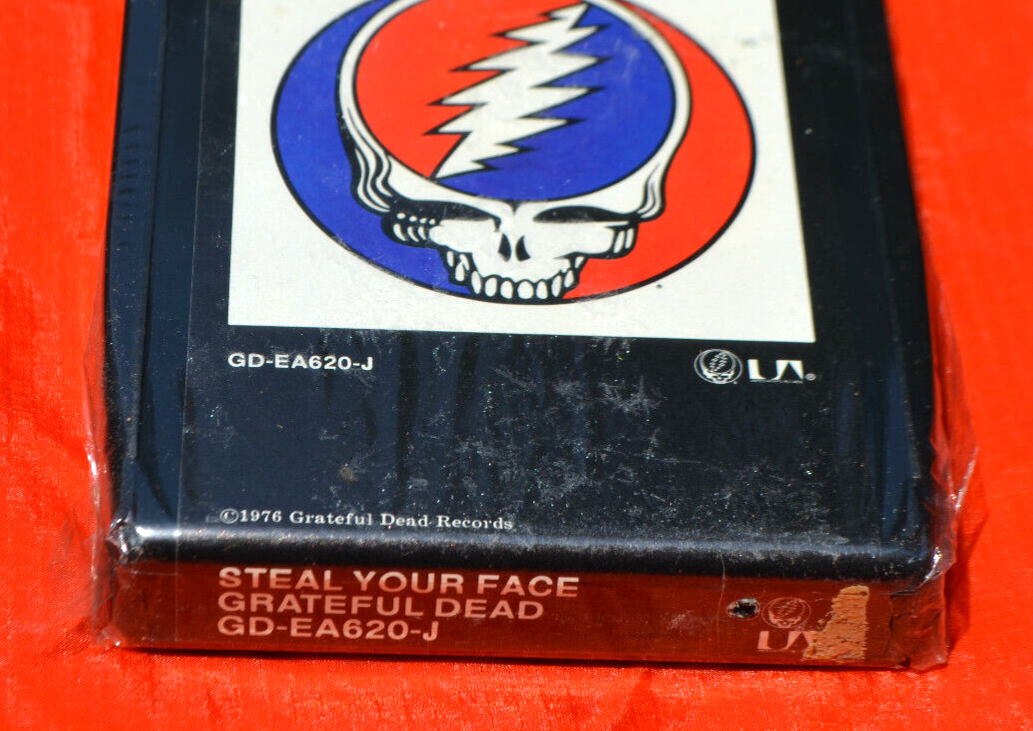 GD-EA620-J
UA®
©1976 Grateful Dead Records
STEAL YOUR FACE
GRATEFUL DEAD
GD-EA620-J
UA